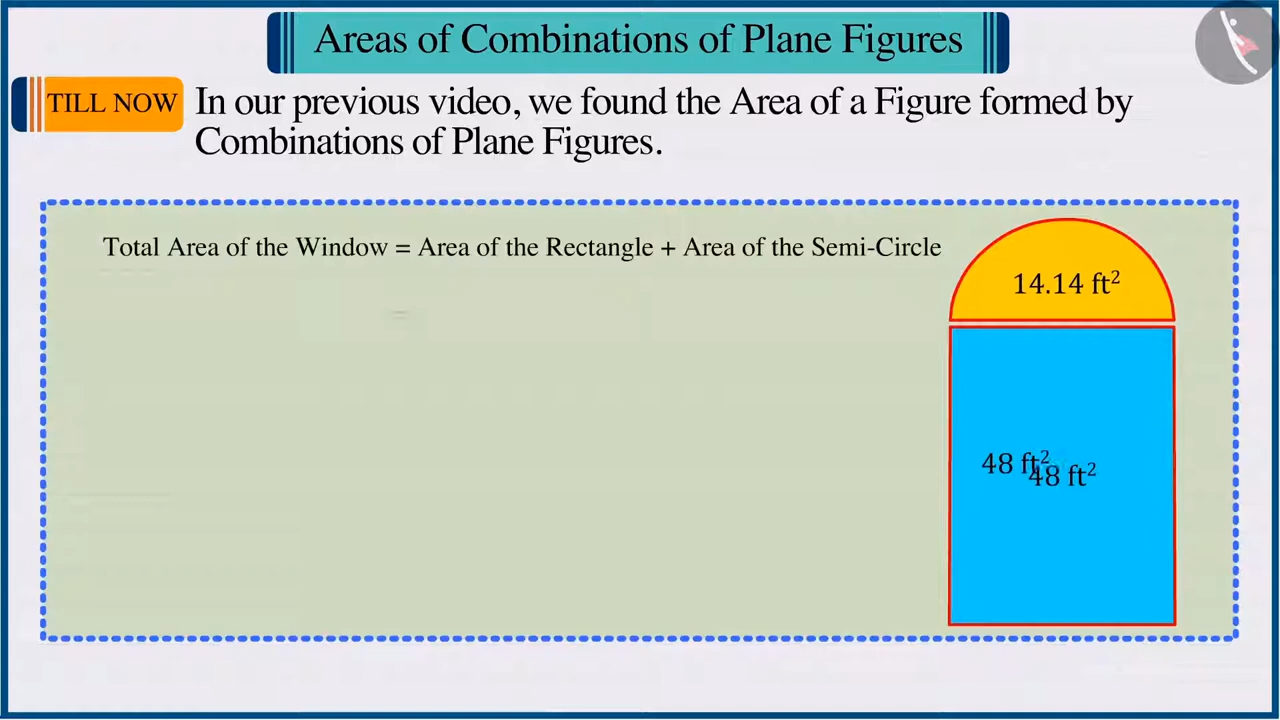 Areas of Combinations of Plane Figures
TILL NOW
In our previous video, we found the Area of a Figure formed by
Combinations of Plane Figures.
Total Area of the Window = Area of the Rectangle + Area of the Semi-Circle
14.14 ft²
48 ft²
48 ft²